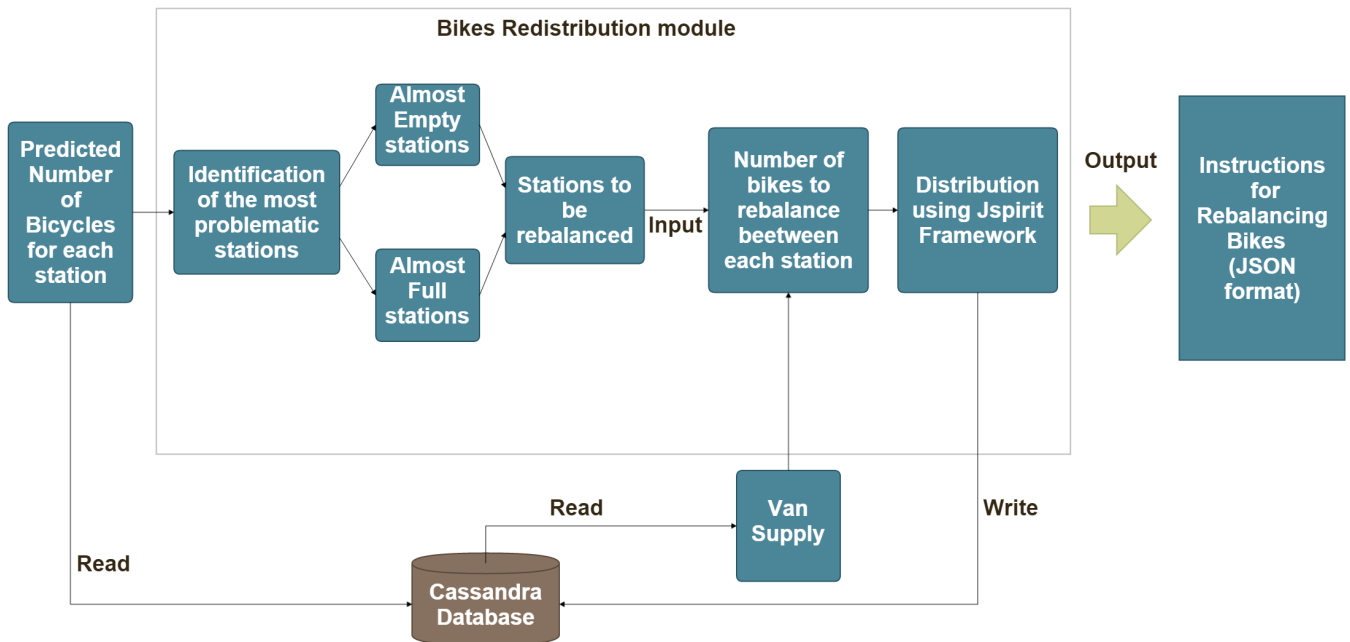 Bikes Redistribution module
Predicted
Number
of
Bicycles
for each
station
Identification
of the most
problematic
stations
Almost
Empty
stations
Almost
Full
stations
Stations to
be
rebalanced
Input
Number of
bikes to
rebalance
beetween
each station
Distribution
using Jspirit
Framework
Output
Instructions
for
Rebalancing
Bikes
(JSON
format)
Read
Cassandra
Database
Read
Van
Supply
Write